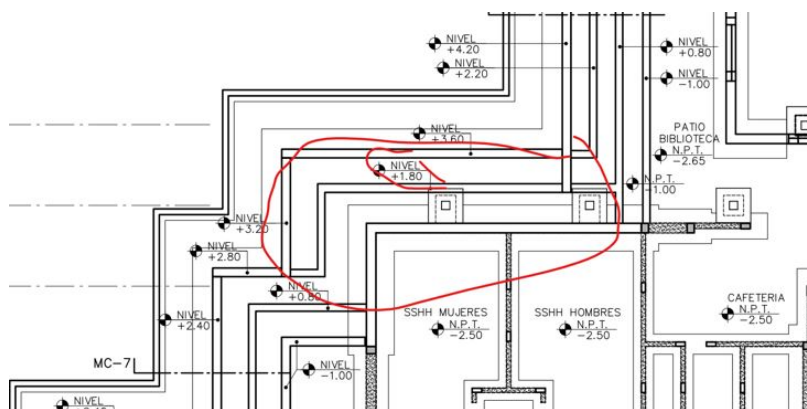 NIVEL
+4.20
NIVEL
+2.20
NIVEL
+0.80
NIVEL
-1.00
PATIO
BIBLIOTECA
N.P.T.
-2.65
NIVEL
+3.60
NIVEL
+1.80
N.P.T.
-1.00
NIVEL
+3.20
NIVEL
+2.80
NIVEL
+0.80
NIVEL
+2.40
SSHH MUJERES
N.P.T.
-2.50
SSHH HOMBRES
N.P.T.
-2.50
CAFETERIA
N.P.T.
-2.50
MC-7
NIVEL
-1.00
NIVEL